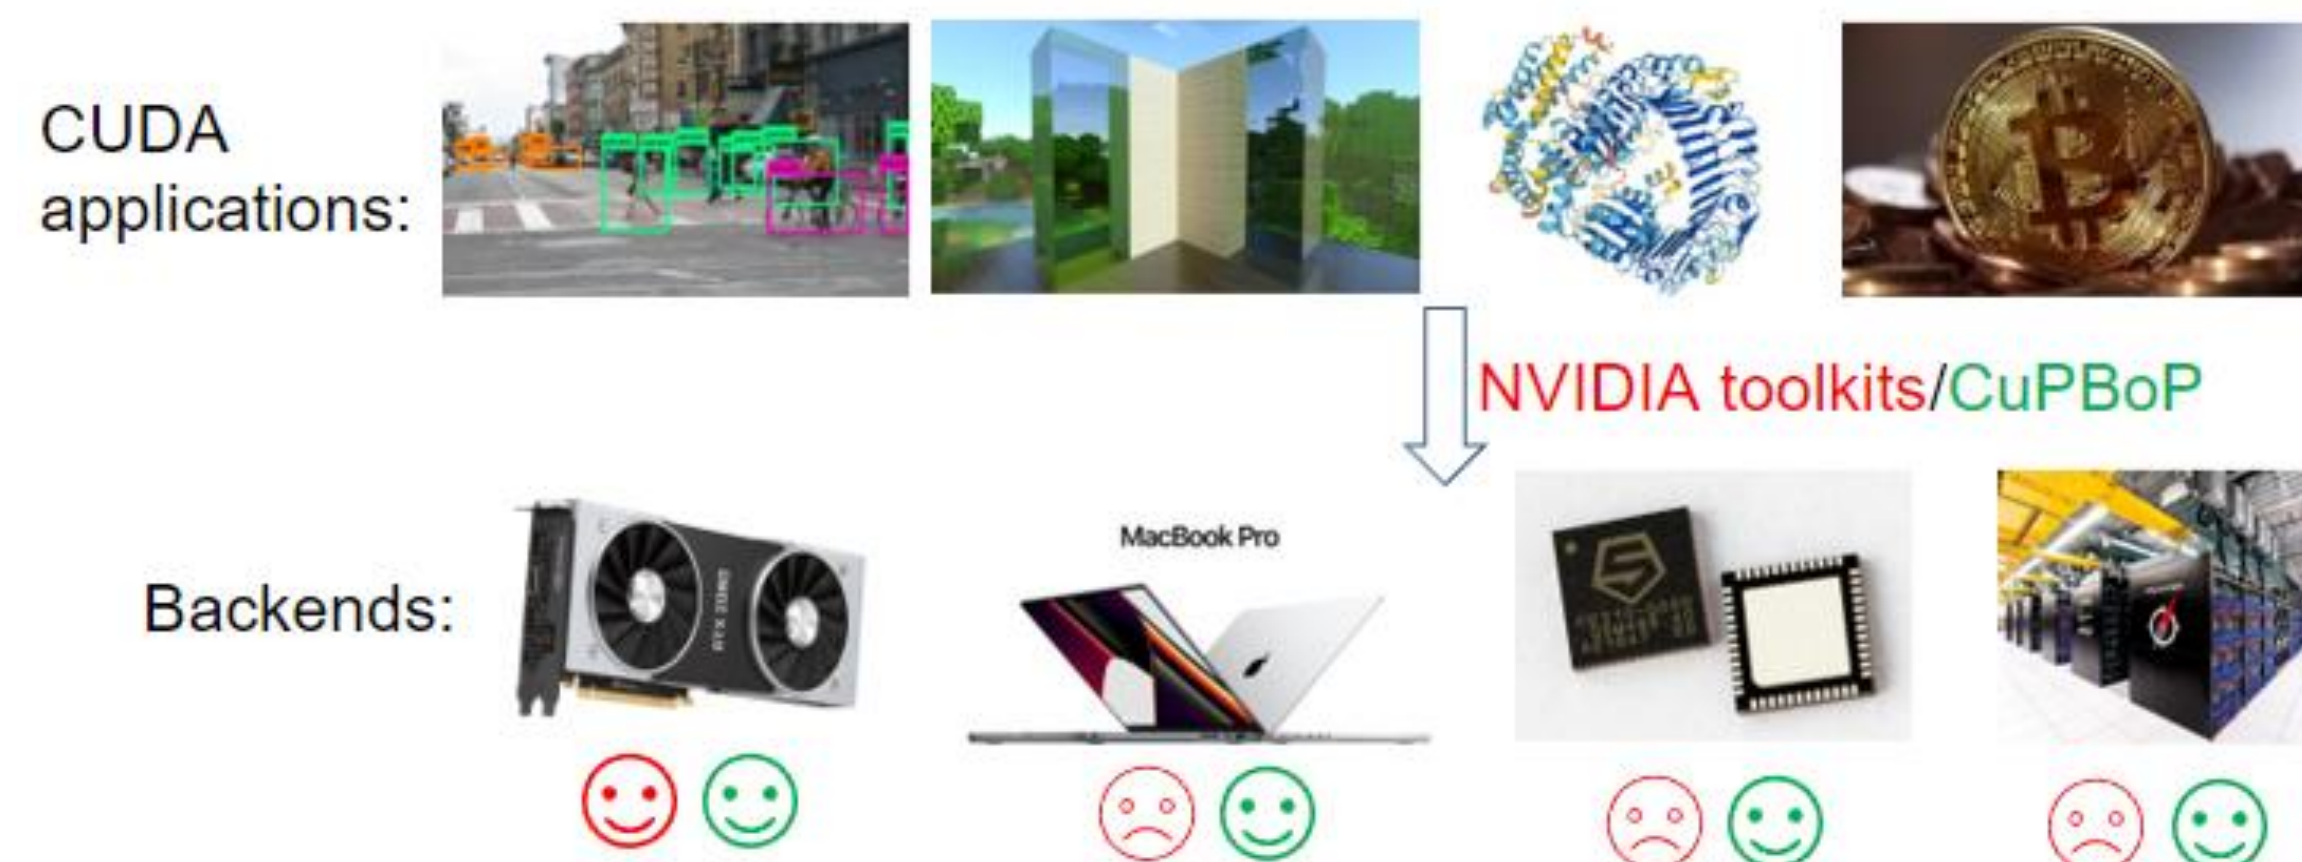 CUDA
applications:
NVIDIA toolkits/CuPBoP
MacBook Pro
Backends: